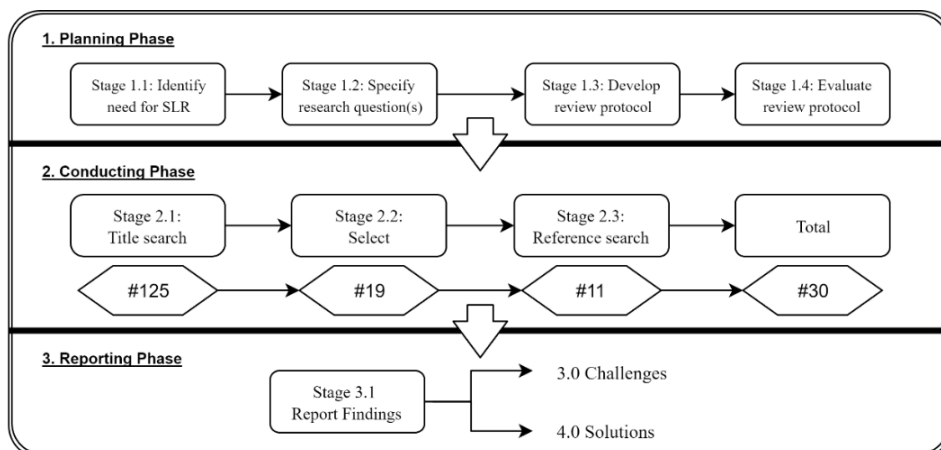 1. Planning Phase
Stage 1.1: Identify
need for SLR
Stage 1.2: Specify
research question(s)
Stage 1.3: Develop
review protocol
Stage 1.4: Evaluate
review protocol
2. Conducting Phase
Stage 2.1:
Title search
Stage 2.2:
Select
Stage 2.3:
Reference search
Total
#125
#19
#11
#30
3. Reporting Phase
Stage 3.1
Report Findings
3.0 Challenges
4.0 Solutions